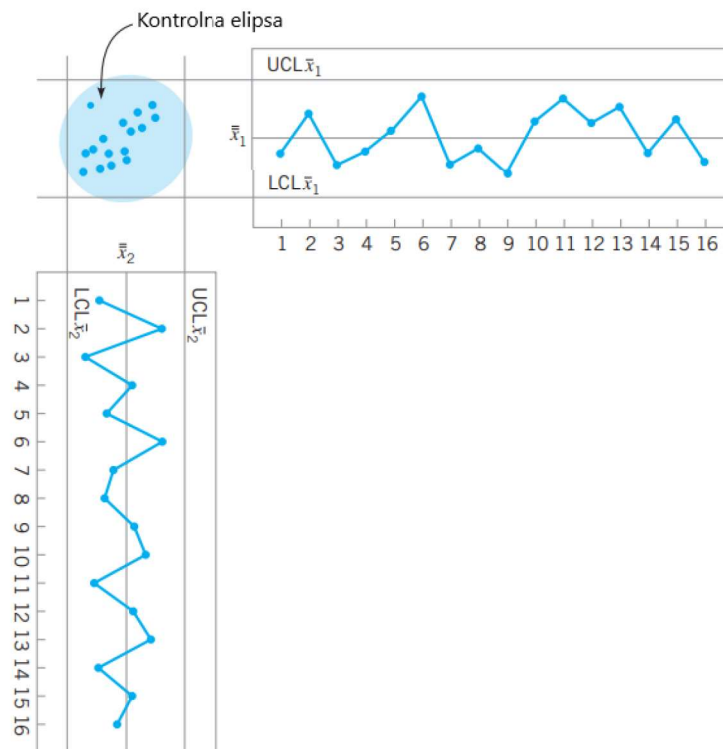 Kontrolna elipsa
UCL x̄₁
x̿₁
LCL x̄₁
1 2 3 4 5 6 7 8 9 10 11 12 13 14 15 16
x̿₂
LCL x̄₂
UCL x̄₂
1
2
3
4
5
6
7
8
9
10
11
12
13
14
15
16